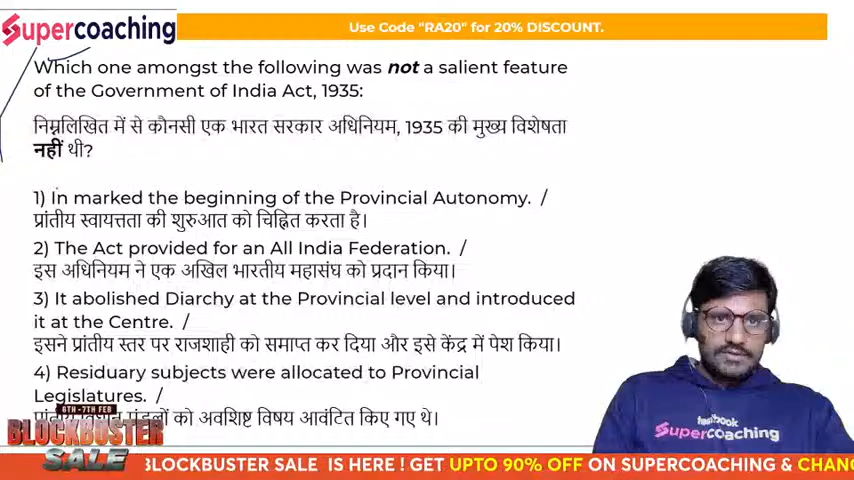 Supercoaching
Use Code "RA20" for 20% DISCOUNT.
Which one amongst the following was not a salient feature
of the Government of India Act, 1935:
निम्नलिखित में से कौनसी एक भारत सरकार अधिनियम, 1935 की मुख्य विशेषता
नहीं थी?
1) In marked the beginning of the Provincial Autonomy. /
प्रांतीय स्वायत्तता की शुरुआत को चिह्नित करता है।
2) The Act provided for an All India Federation. /
इस अधिनियम ने एक अखिल भारतीय महासंघ को प्रदान किया।
3) It abolished Diarchy at the Provincial level and introduced
it at the Centre. /
इसने प्रांतीय स्तर पर राजशाही को समाप्त कर दिया और इसे केंद्र में पेश किया।
4) Residuary subjects were allocated to Provincial
Legislatures. /
को अवशिष्ट विषय आवंटित किए गए थे।
6TH - 7TH FEB
BLOCKBUSTER
SALE
testbook
Supercoaching
BLOCKBUSTER SALE IS HERE ! GET UPTO 90% OFF ON SUPERCOACHING &